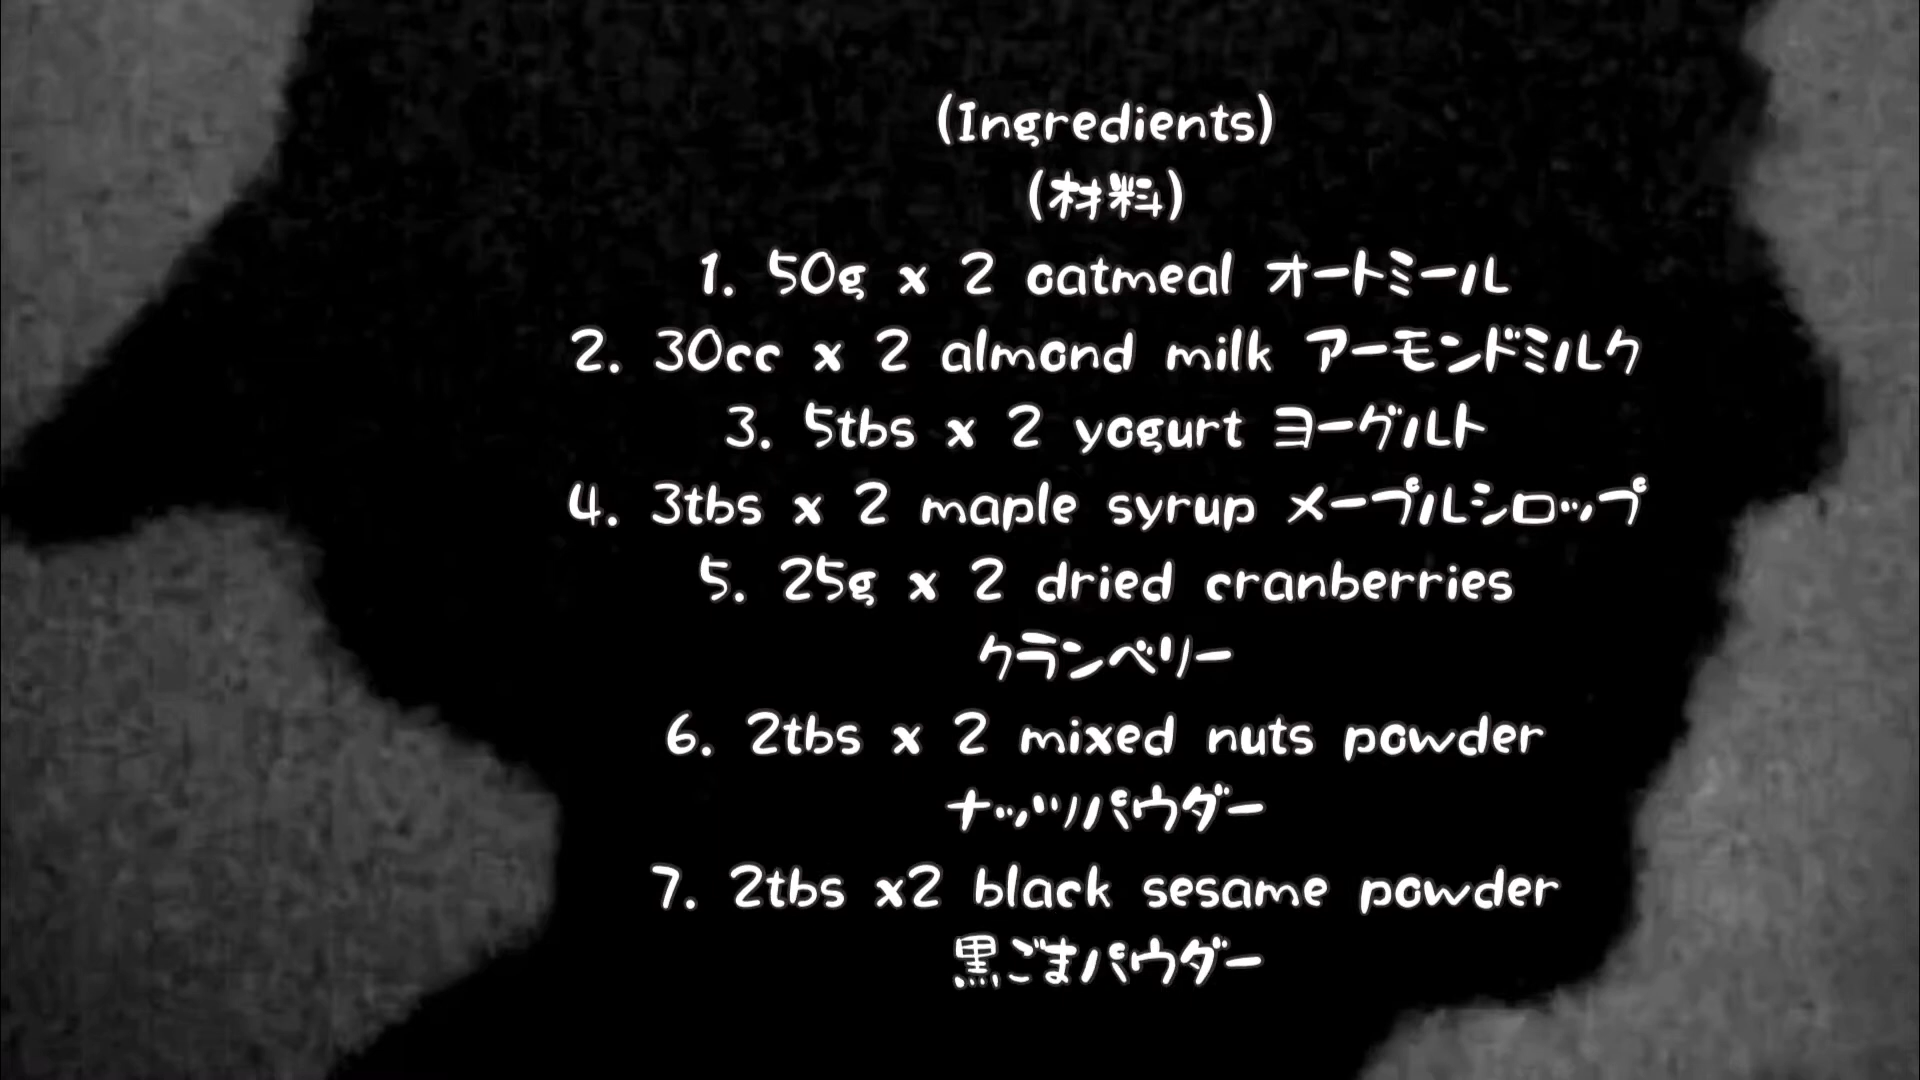 (Ingredients)
(材料)
1. 50g x 2 oatmeal オートミール
2. 30cc x 2 almond milk アーモンドミルク
3. 5tbs x 2 yogurt ヨーグルト
4. 3tbs x 2 maple syrup メープルシロップ
5. 25g x 2 dried cranberries
クランベリー
6. 2tbs x 2 mixed nuts powder
ナッツパウダー
7. 2tbs x2 black sesame powder
黒ごまパウダー